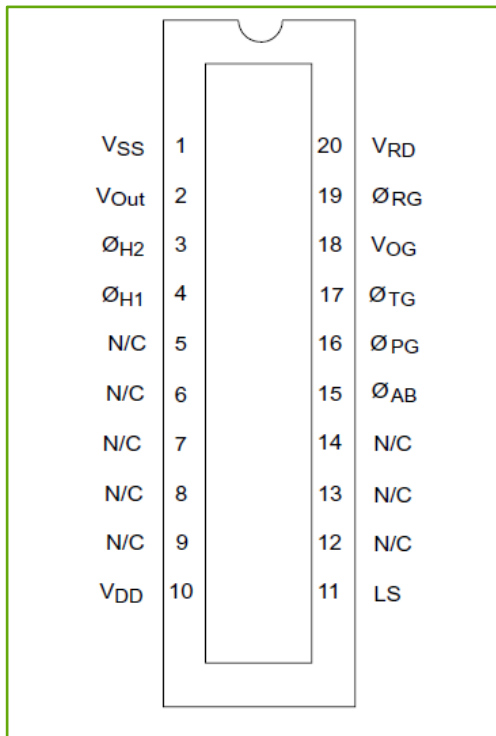 VSS 1 20 VRD
VOut 2 19 ØRG
ØH2 3 18 VOG
ØH1 4 17 ØTG
N/C 5 16 ØPG
N/C 6 15 ØAB
N/C 7 14 N/C
N/C 8 13 N/C
N/C 9 12 N/C
VDD 10 11 LS